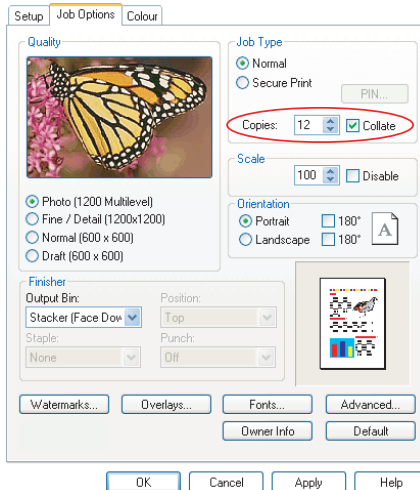 Setup Job Options Colour
Quality
Photo (1200 Multilevel)
Fine / Detail (1200x1200)
Normal (600 x 600)
Draft (600 x 600)
Job Type
Normal
Secure Print
PIN...
Copies: 12 Collate
Scale
100 Disable
Orientation
Portrait 180°
Landscape 180°
A
Finisher
Output Bin: Position:
Stacker (Face Dow Top
Staple: Punch:
None Off
Watermarks... Overlays... Fonts... Advanced...
Owner Info Default
OK Cancel Apply Help